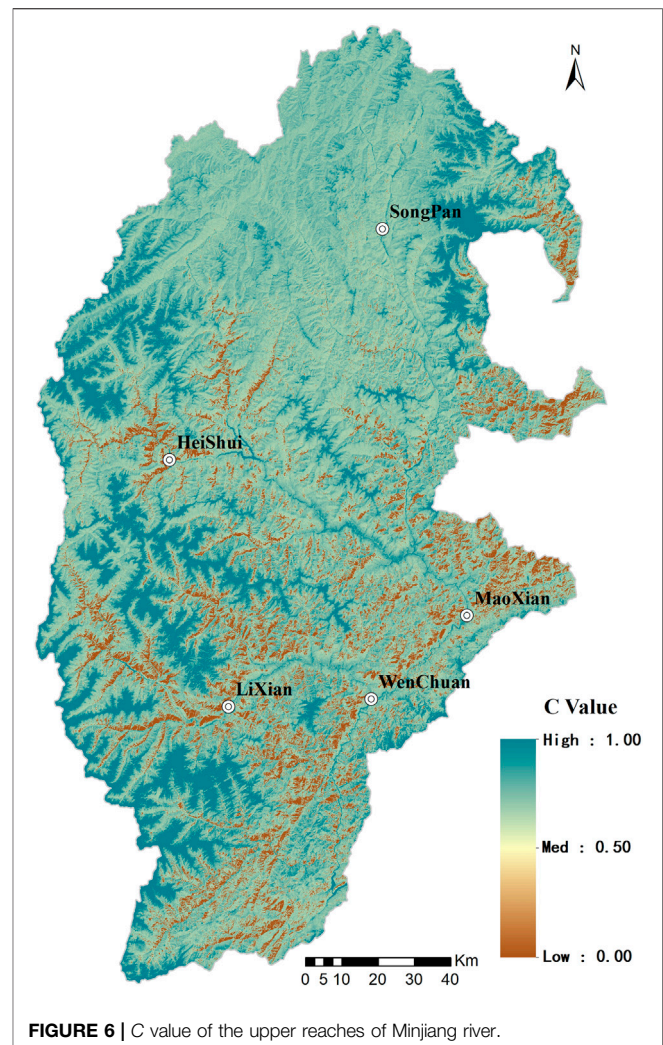 N
SongPan
HeiShui
MaoXian
WenChuan
LiXian
C Value
High : 1.00
Med : 0.50
Low : 0.00
Km
0 5 10 20 30 40
FIGURE 6 | C value of the upper reaches of Minjiang river.